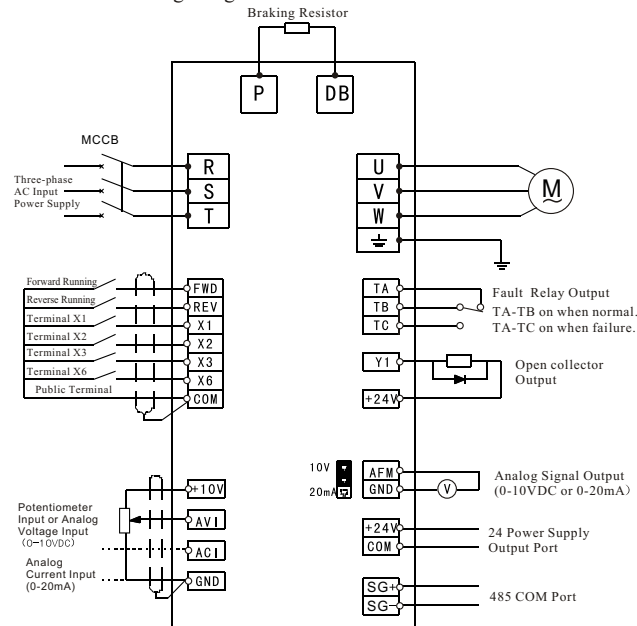 Braking Resistor
P
DB
MCCB
Three-phase
AC Input
Power Supply
R
S
T
U
V
W
M
Forward Running
FWD
Reverse Running
REV
Terminal X1
X1
Terminal X2
X2
Terminal X3
X3
Terminal X6
X6
Public Terminal
COM
TA
TB
TC
Fault Relay Output
TA-TB on when normal.
TA-TC on when failure.
Y1
+24V
Open collector
Output
+10V
AVI
ACI
GND
Potentiometer
Input or Analog
Voltage Input
(0-10VDC)
Analog
Current Input
(0-20mA)
10V
20mA
AFM
GND
V
Analog Signal Output
(0-10VDC or 0-20mA)
+24V
COM
24 Power Supply
Output Port
SG+
SG-
485 COM Port